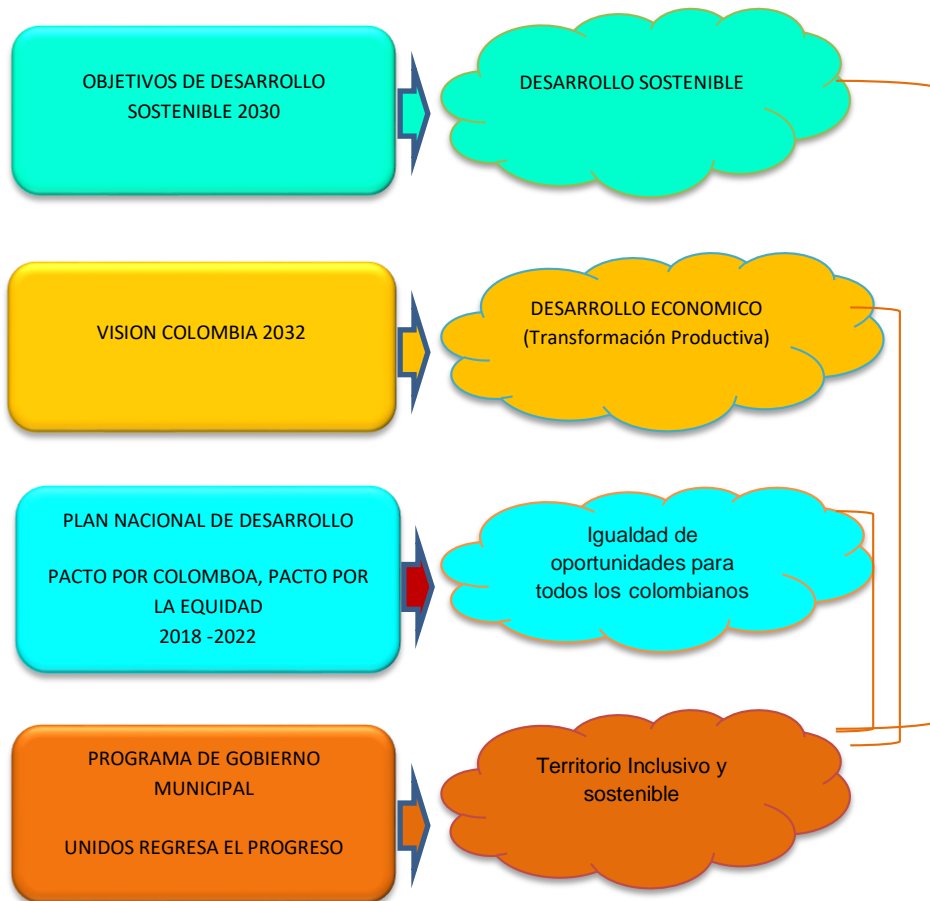 OBJETIVOS DE DESARROLLO
SOSTENIBLE 2030
DESARROLLO SOSTENIBLE
VISION COLOMBIA 2032
DESARROLLO ECONOMICO
(Transformación Productiva)
PLAN NACIONAL DE DESARROLLO
PACTO POR COLOMBOA, PACTO POR
LA EQUIDAD
2018 -2022
Igualdad de
oportunidades para
todos los colombianos
PROGRAMA DE GOBIERNO
MUNICIPAL
UNIDOS REGRESA EL PROGRESO
Territorio Inclusivo y
sostenible